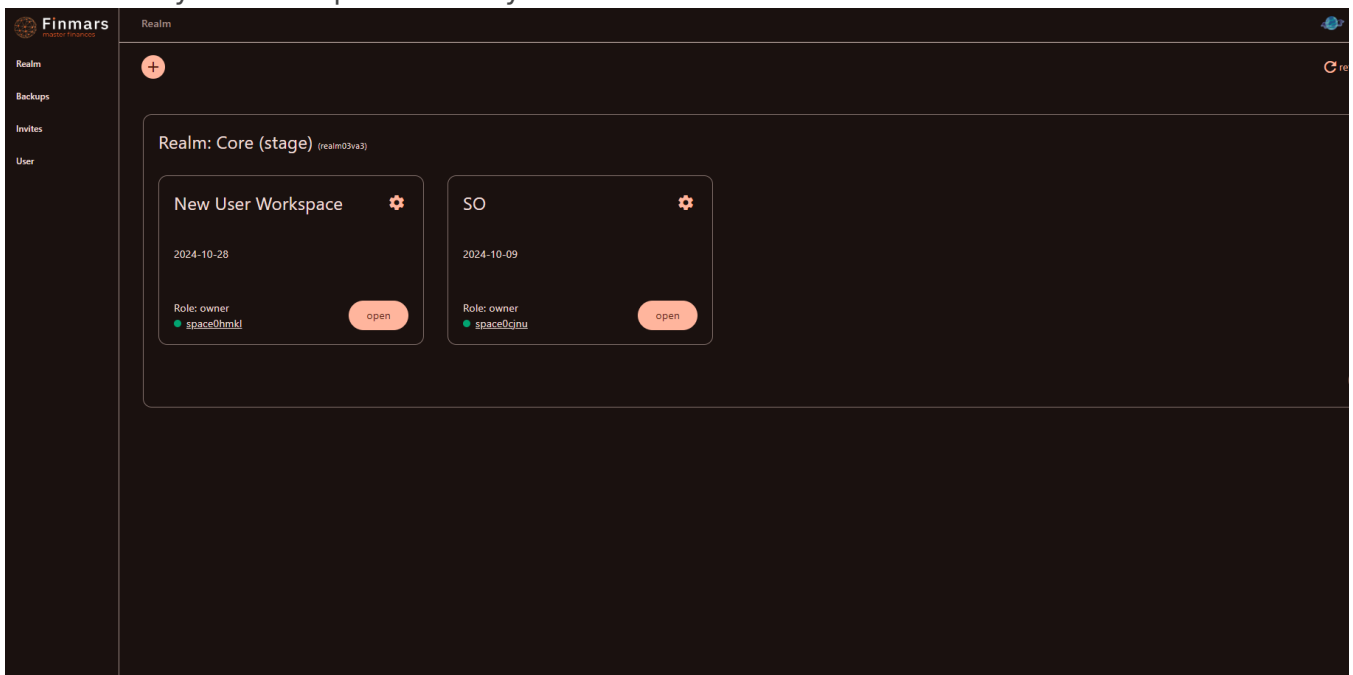 Finmars
master finances
Realm
Realm
Backups
Invites
User
Realm: Core (stage) (realm03va3)
New User Workspace
2024-10-28
Role: owner
space0hmkl
open
SO
2024-10-09
Role: owner
space0cjnu
open